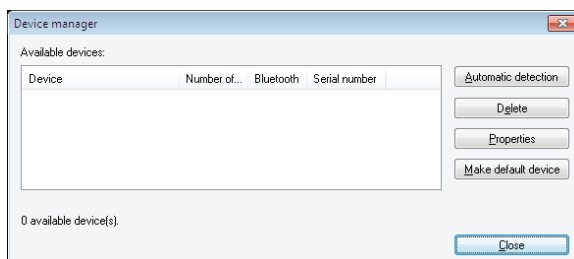 Device manager
Available devices:
Device Number of... Bluetooth Serial number
Automatic detection
Delete
Properties
Make default device
0 available device(s).
Close